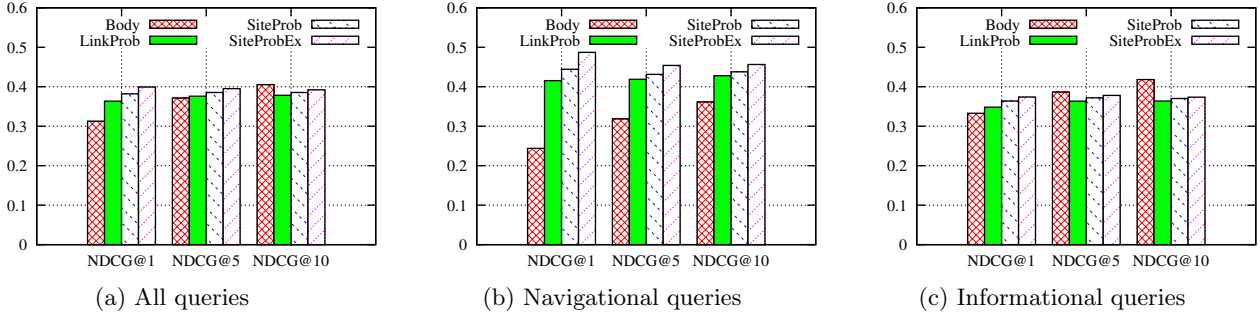 0.6
0.5
0.4
0.3
0.2
0.1
0
Body
LinkProb
SiteProb
SiteProbEx
NDCG@1 NDCG@5 NDCG@10
(a) All queries
0.6
0.5
0.4
0.3
0.2
0.1
0
Body
LinkProb
SiteProb
SiteProbEx
NDCG@1 NDCG@5 NDCG@10
(b) Navigational queries
0.6
0.5
0.4
0.3
0.2
0.1
0
Body
LinkProb
SiteProb
SiteProbEx
NDCG@1 NDCG@5 NDCG@10
(c) Informational queries